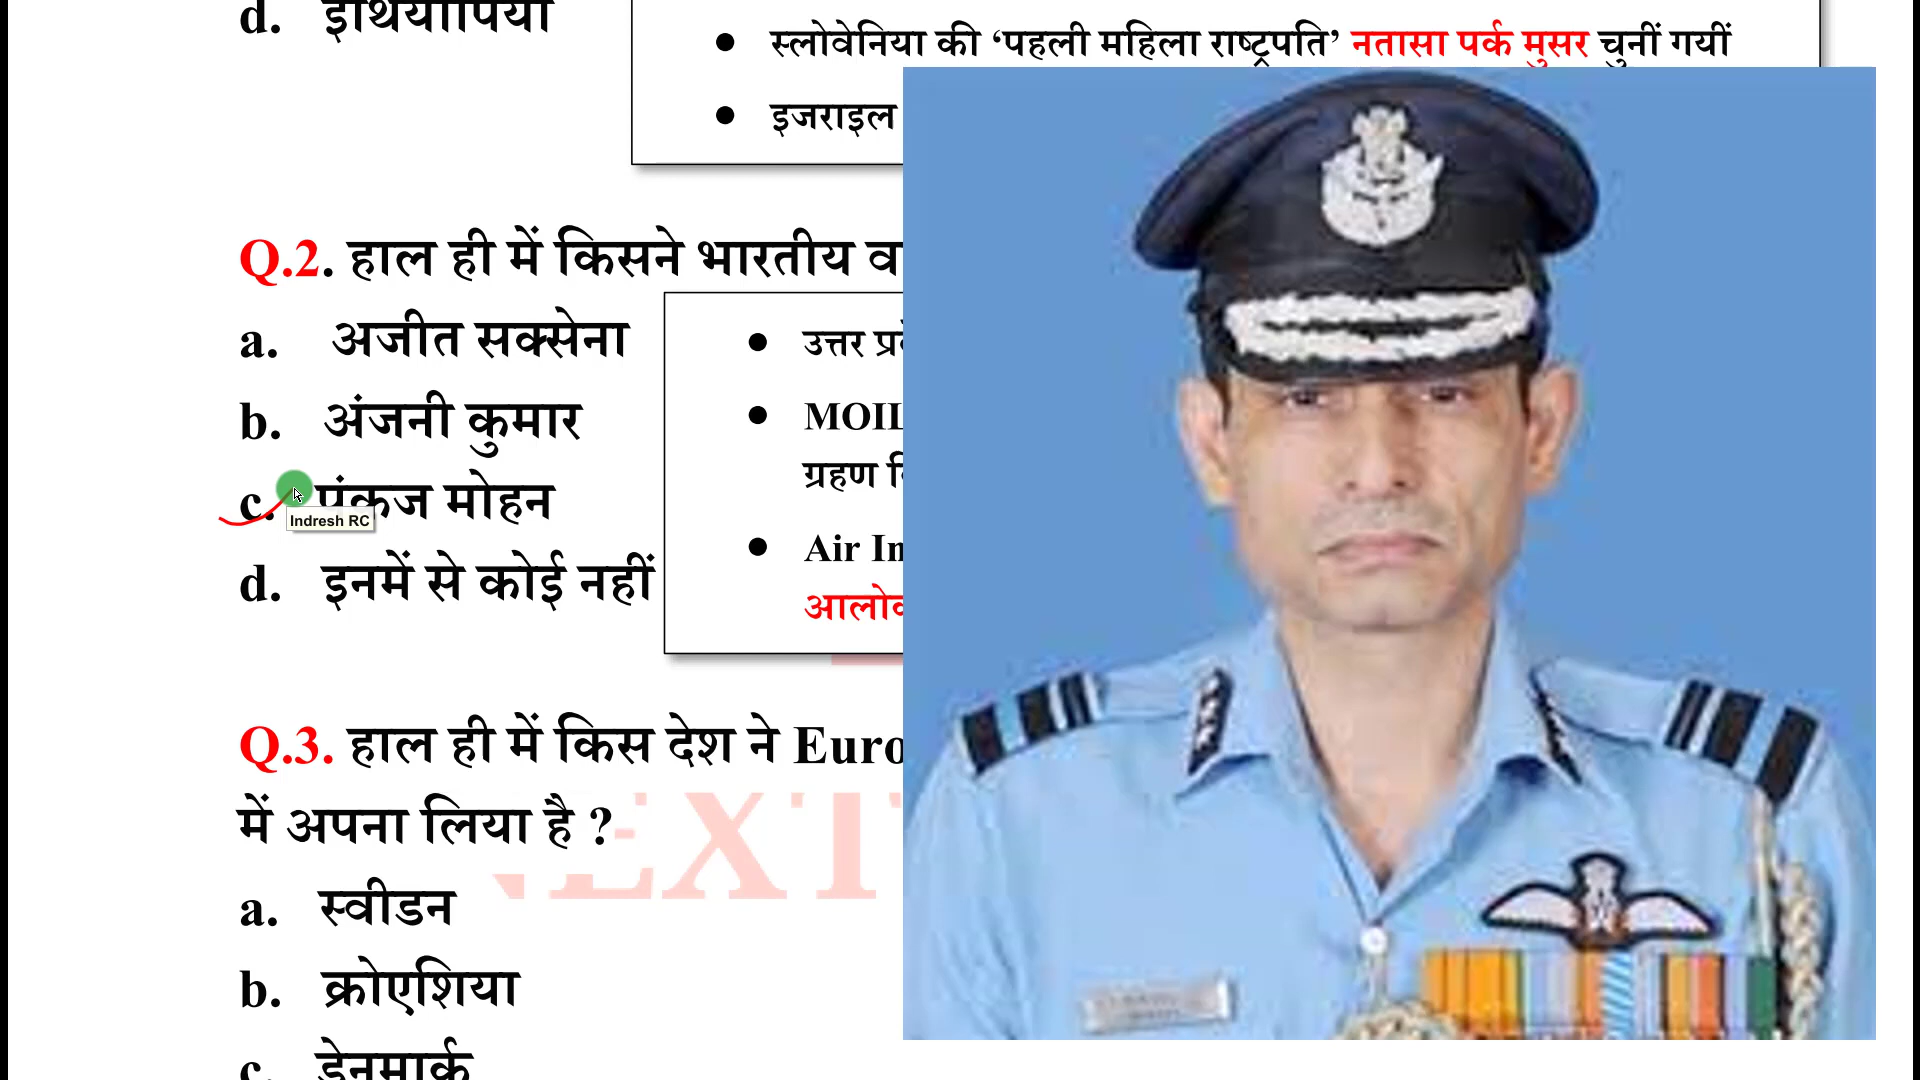 d. इथियोपिया
स्लोवेनिया की ‘पहली महिला राष्ट्रपति’ नतासा पर्क मुसर चुनीं गयीं
इजराइल
Q.2. हाल ही में किसने भारतीय व
a. अजीत सक्सेना
उत्तर
b. अंजनी कुमार
MOIL
ग्रहण
c. पंकज मोहन
Indresh RC
Air In
d. इनमें से कोई नहीं
Q.3. हाल ही में किस देश ने Euro
में अपना लिया है ?
NEXT
a. स्वीडन
b. क्रोएशिया
c. डेनमार्क